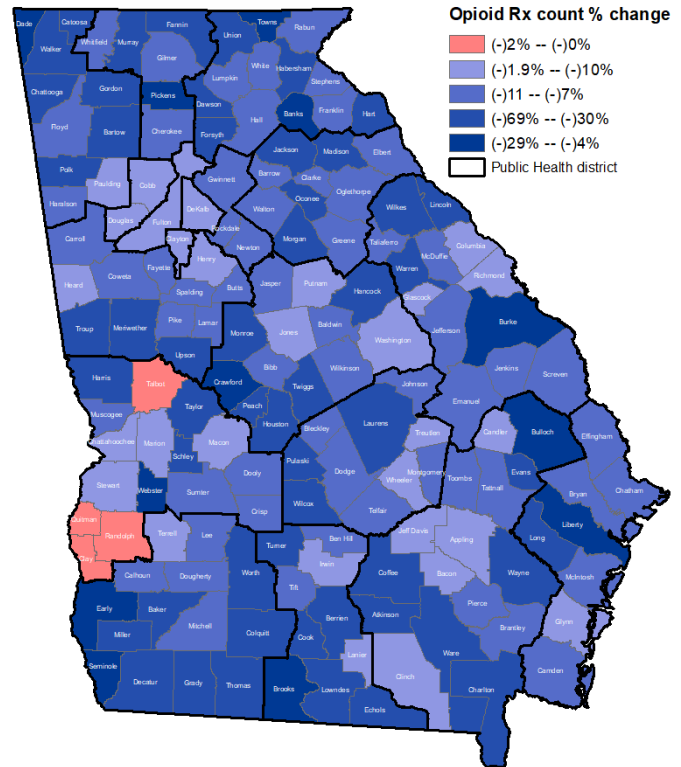 Opioid Rx count % change
(-)2% -- (-)0%
(-)1.9% -- (-)10%
(-)11 -- (-)7%
(-)69% -- (-)30%
(-)29% -- (-)4%
Public Health district
Dade
Catoosa
Fannin
Towns
Rabun
Union
Whitfield
Murray
Walker
Gilmer
White
Habersham
Lumpkin
Stephens
Chattooga
Gordon
Pickens
Dawson
Banks
Franklin
Hart
Hall
Floyd
Bartow
Cherokee
Forsyth
Jackson
Madison
Elbert
Polk
Paulding
Cobb
Gwinnett
Barrow
Clarke
Oconee
Oglethorpe
Haralson
Douglas
Fulton
DeKalb
Walton
Wilkes
Lincoln
Carroll
Clayton
Rockdale
Newton
Morgan
Greene
Taliaferro
McDuffie
Columbia
Henry
Fayette
Richmond
Heard
Coweta
Spalding
Butts
Jasper
Putnam
Hancock
Warren
Glascock
Troup
Meriwether
Pike
Lamar
Monroe
Jones
Baldwin
Washington
Jefferson
Burke
Upson
Bibb
Wilkinson
Jenkins
Screven
Harris
Talbot
Crawford
Twiggs
Johnson
Emanuel
Taylor
Peach
Houston
Muscogee
Laurens
Treutlen
Candler
Bulloch
Effingham
Chattahoochee
Marion
Macon
Bleckley
Schley
Pulaski
Dodge
Montgomery
Evans
Stewart
Webster
Sumter
Dooly
Wheeler
Toombs
Tattnall
Bryan
Chatham
Crisp
Wilcox
Telfair
Quitman
Randolph
Terrell
Lee
Turner
Ben Hill
Jeff Davis
Appling
Long
Liberty
Clay
Calhoun
Dougherty
Worth
Irwin
Coffee
Bacon
Wayne
McIntosh
Tift
Early
Baker
Mitchell
Berrien
Atkinson
Pierce
Miller
Colquitt
Cook
Brantley
Glynn
Lanier
Ware
Seminole
Decatur
Grady
Thomas
Brooks
Lowndes
Clinch
Charlton
Camden
Echols